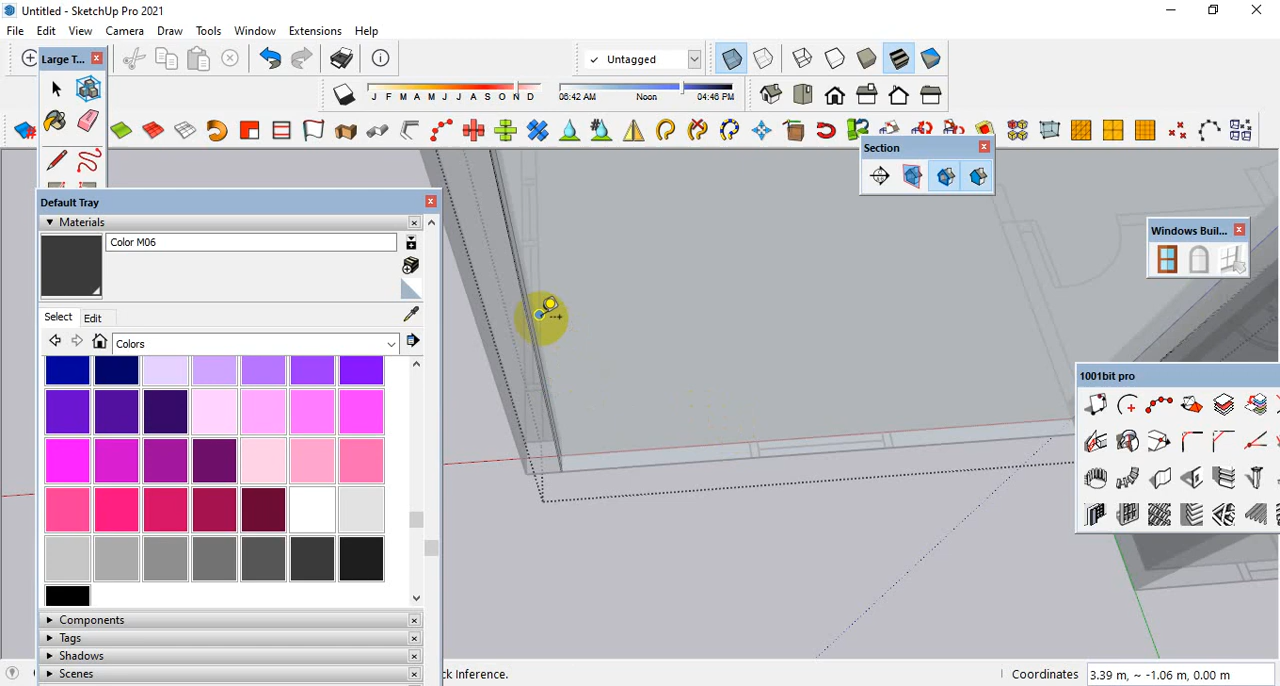 Untitled - SketchUp Pro 2021
File Edit View Camera Draw Tools Window Extensions Help
Large T...
Untagged
J F M A M J J A S O N D
06:42 AM Noon 04:46 PM
Section
Default Tray
Materials
Windows Buil...
Color M06
Select Edit
Colors
1001bit pro
Components
Tags
Shadows
Scenes
ck Inference.
Coordinates
3.39 m, ~ -1.06 m, 0.00 m